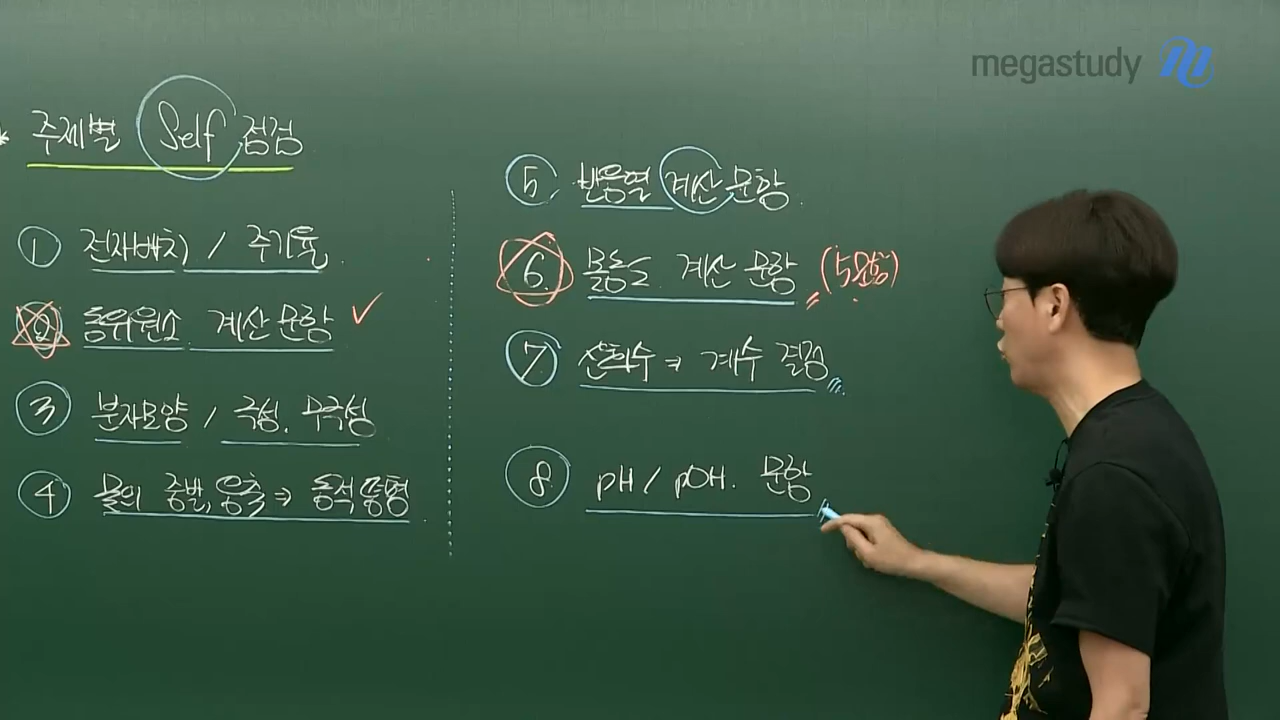 megastudy
* 주제별 Self 점검
① 전자배치 / 주기율.
② 동위원소 계산 문항 ✓
③ 분자모양 / 극성. 무극성
④ 물의 증발, 응축 → 동적 평형
⑤ 반응열 계산 문항.
⑥ 몰농도 계산 문항
⑦ 산화수 → 계수 결정
⑧ pH / pOH. 문항